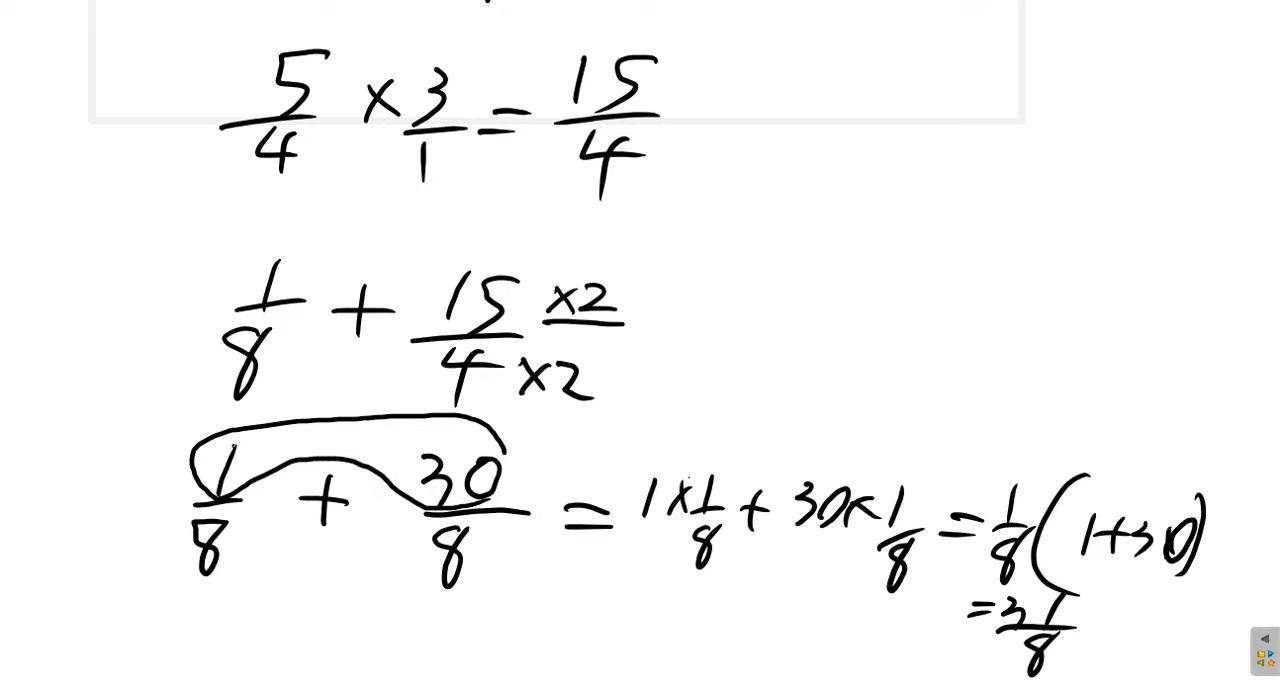 5/4 × 3/1 = 15/4
1/8 + 15/4 ×2/×2
1/8 + 30/8 = 1 × 1/8 + 30 × 1/8 = 1/8 (1+30)
= 31/8